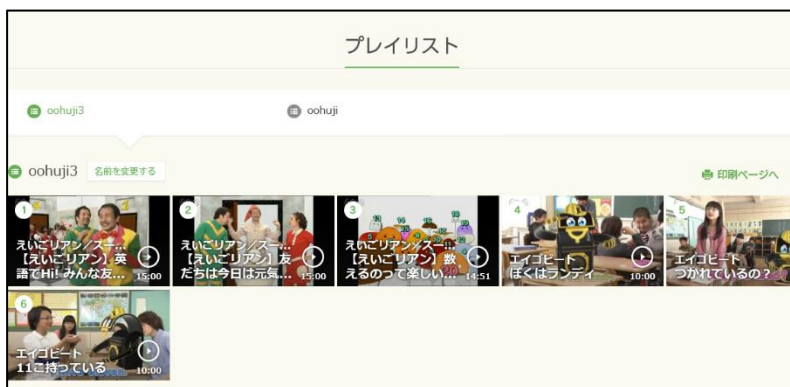 プレイリスト
oohuji3
oohuji
oohuji3 名前を変更する
印刷ページへ
1
えいごリアン/スー…
【えいごリアン】英
語でHi! みんな友… 15:00
2
えいごリアン/スー…
【えいごリアン】友
だちは今日は元気… 15:00
3
えいごリアン/スー…
【えいごリアン】数
えるのって楽しい… 14:51
4
エイゴビート
ぼくはランディ 10:00
5
エイゴビート
つかれているの?
6
エイゴビート
11こ持っている 10:00